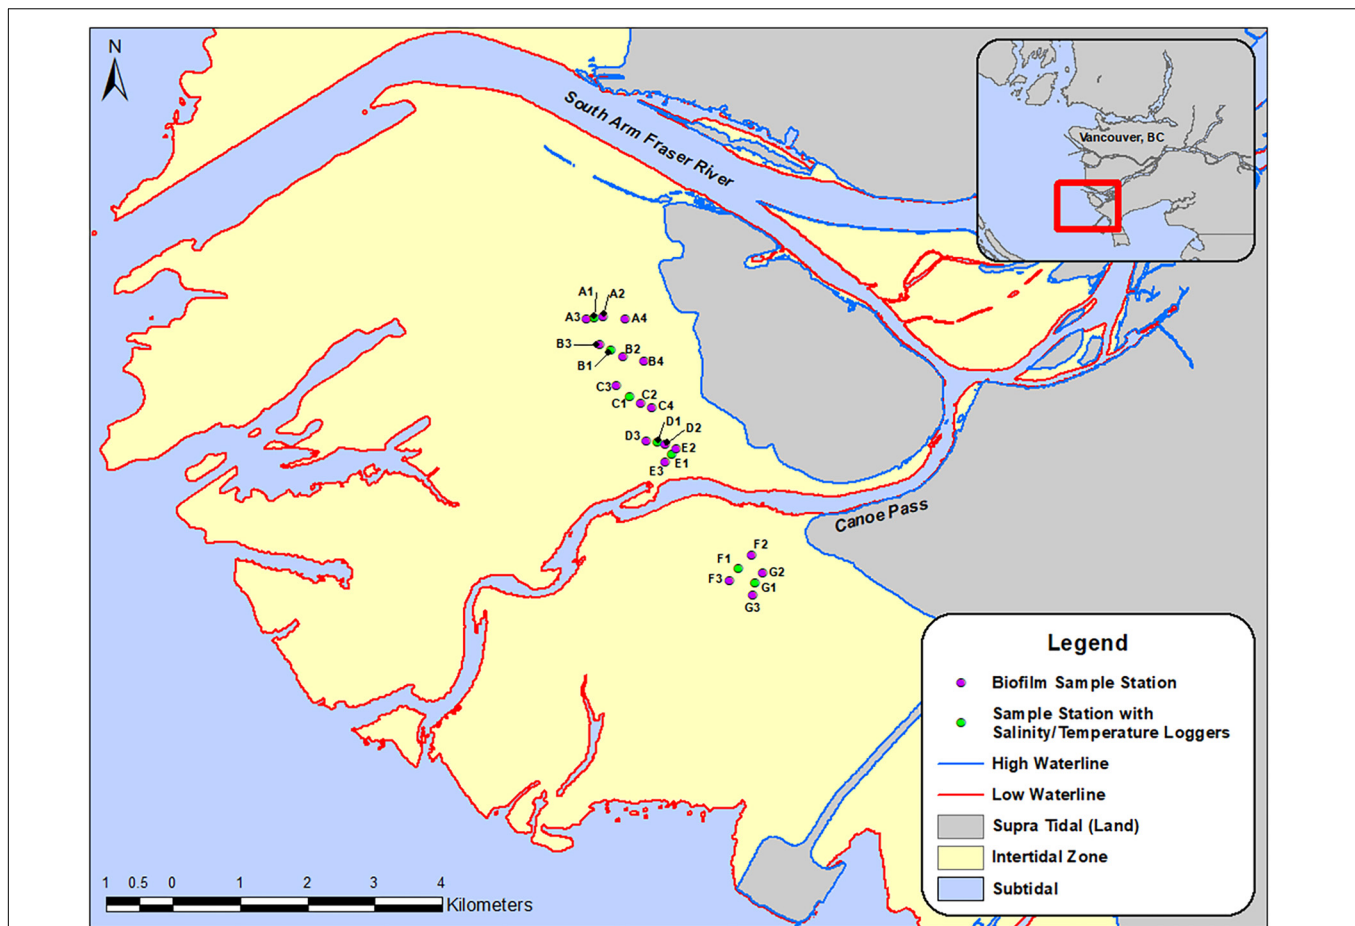 N
South Arm Fraser River
Vancouver, BC
A1
A2
A3
A4
B3
B2
B1
B4
C3
C2
C1
C4
D1
D2
D3
E2
E1
E3
Canoe Pass
F2
F1
G2
F3
G1
G3
Legend
Biofilm Sample Station
Sample Station with
Salinity/Temperature Loggers
High Waterline
Low Waterline
Supra Tidal (Land)
Intertidal Zone
Subtidal
1 0.5 0 1 2 3 4
Kilometers